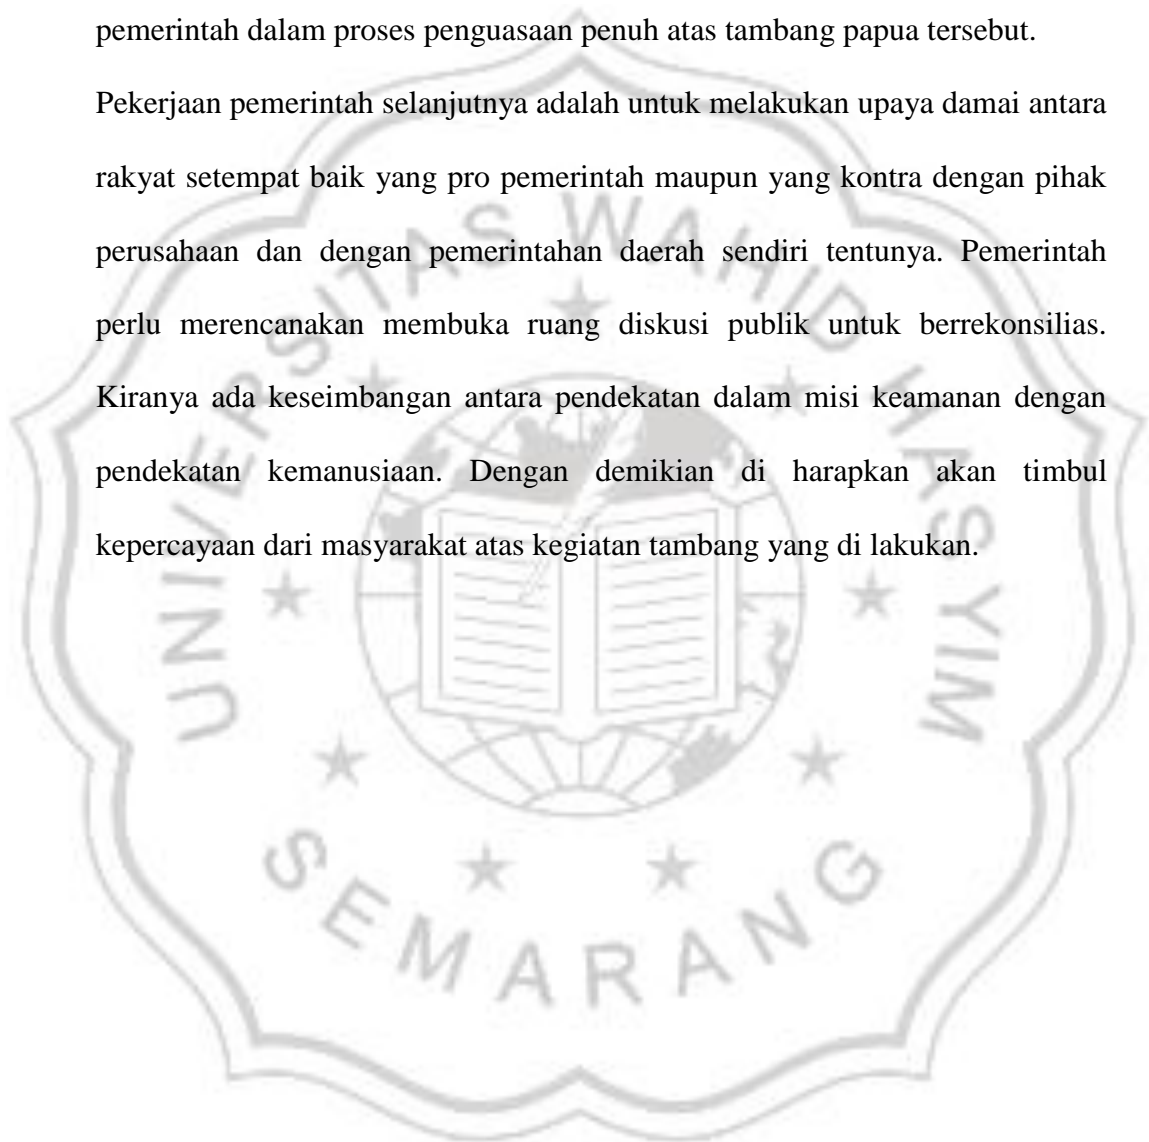 pemerintah dalam proses penguasaan penuh atas tambang papua tersebut.
Pekerjaan pemerintah selanjutnya adalah untuk melakukan upaya damai antara
rakyat setempat baik yang pro pemerintah maupun yang kontra dengan pihak
perusahaan dan dengan pemerintahan daerah sendiri tentunya. Pemerintah
perlu merencanakan membuka ruang diskusi publik untuk berrekonsilias.
Kiranya ada keseimbangan antara pendekatan dalam misi keamanan dengan
pendekatan kemanusiaan. Dengan demikian di harapkan akan timbul
kepercayaan dari masyarakat atas kegiatan tambang yang di lakukan.
UNIVERSITAS WAHID HASYIM
SEMARANG